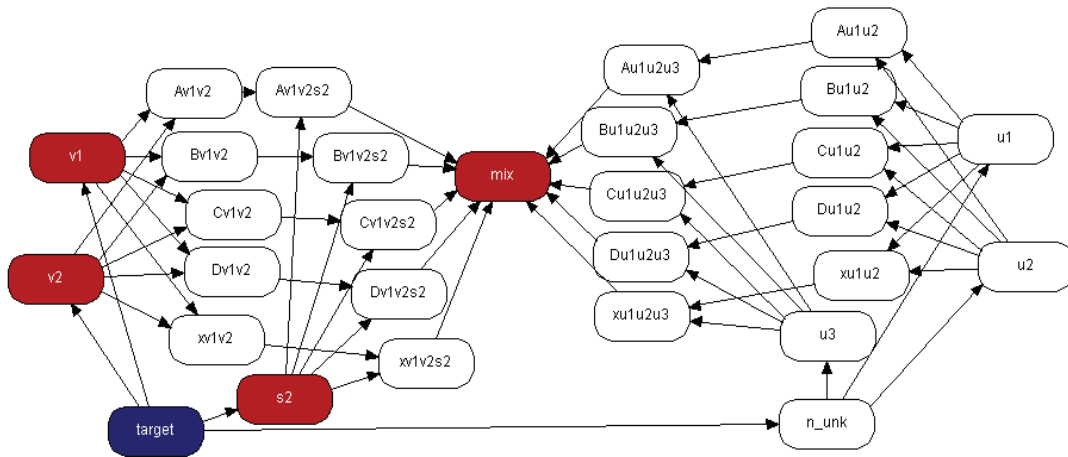 Au1u2
Au1u2u3
Av1v2
Av1v2s2
Bu1u2
Bu1u2u3
u1
v1
Bv1v2
Bv1v2s2
mix
Cu1u2
Cu1u2u3
Cv1v2
Cv1v2s2
Du1u2
Du1u2u3
v2
Dv1v2
Dv1v2s2
xu1u2
u2
xu1u2u3
xv1v2
xv1v2s2
u3
s2
target
n_unk